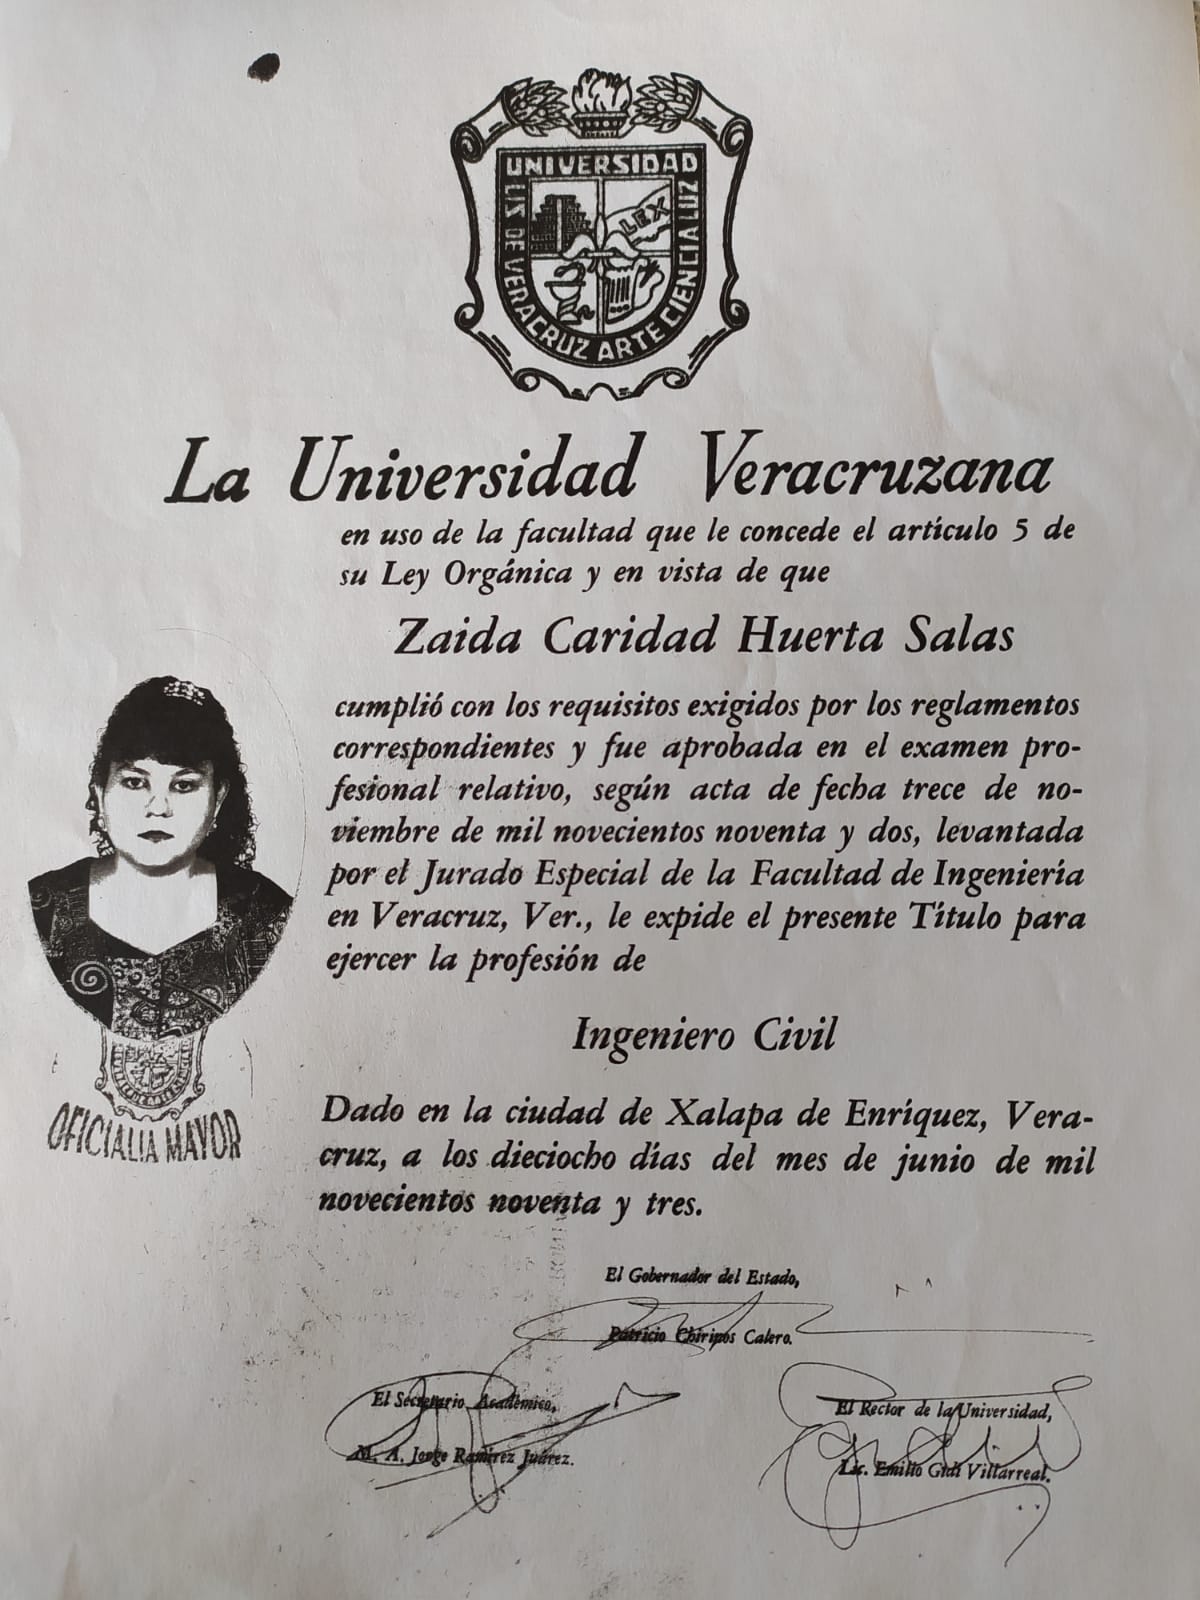 UNIVERSIDAD
LIS DE VERACRUZ ARTE CIENCIA LUZ
LEX
La Universidad Veracruzana
en uso de la facultad que le concede el artículo 5 de
su Ley Orgánica y en vista de que
Zaida Caridad Huerta Salas
cumplió con los requisitos exigidos por los reglamentos
correspondientes y fue aprobada en el examen pro-
fesional relativo, según acta de fecha trece de no-
viembre de mil novecientos noventa y dos, levantada
por el Jurado Especial de la Facultad de Ingeniería
en Veracruz, Ver., le expide el presente Título para
ejercer la profesión de
Ingeniero Civil
OFICIALIA MAYOR
Dado en la ciudad de Xalapa de Enríquez, Vera-
cruz, a los dieciocho días del mes de junio de mil
novecientos noventa y tres.
El Gobernador del Estado,
Patricio Chirinos Calero.
El Secretario Académico,
M. A. Jorge Ramírez Juárez.
El Rector de la Universidad,
Lic. Emilio Gidi Villarreal.